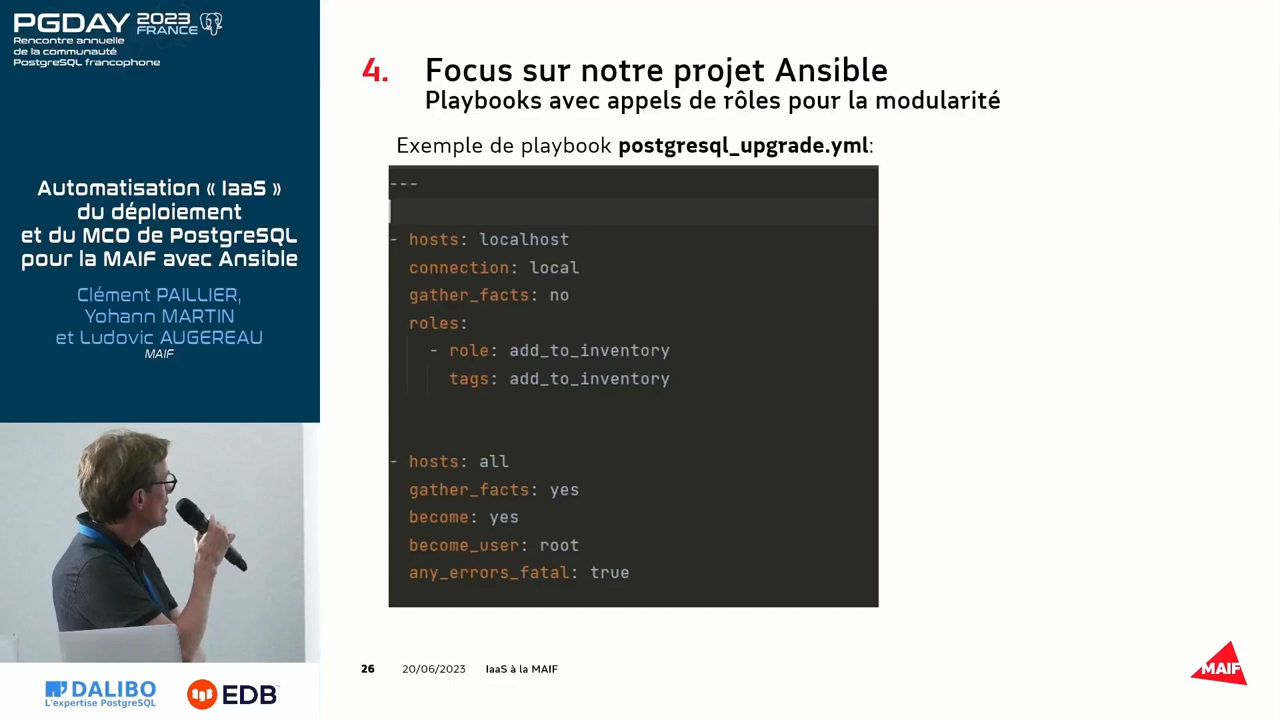 PGDAY 2023 FRANCE
Rencontre annuelle
de la communauté
PostgreSQL francophone
Automatisation « IaaS »
du déploiement
et du MCO de PostgreSQL
pour la MAIF avec Ansible
Clément PAILLIER,
Yohann MARTIN
et Ludovic AUGEREAU
MAIF
DALIBO
L'expertise PostgreSQL
EDB
4. Focus sur notre projet Ansible
Playbooks avec appels de rôles pour la modularité
Exemple de playbook postgresql_upgrade.yml:
---
- hosts: localhost
connection: local
gather_facts: no
roles:
- role: add_to_inventory
tags: add_to_inventory
- hosts: all
gather_facts: yes
become: yes
become_user: root
any_errors_fatal: true
26 20/06/2023 IaaS à la MAIF
MAIF